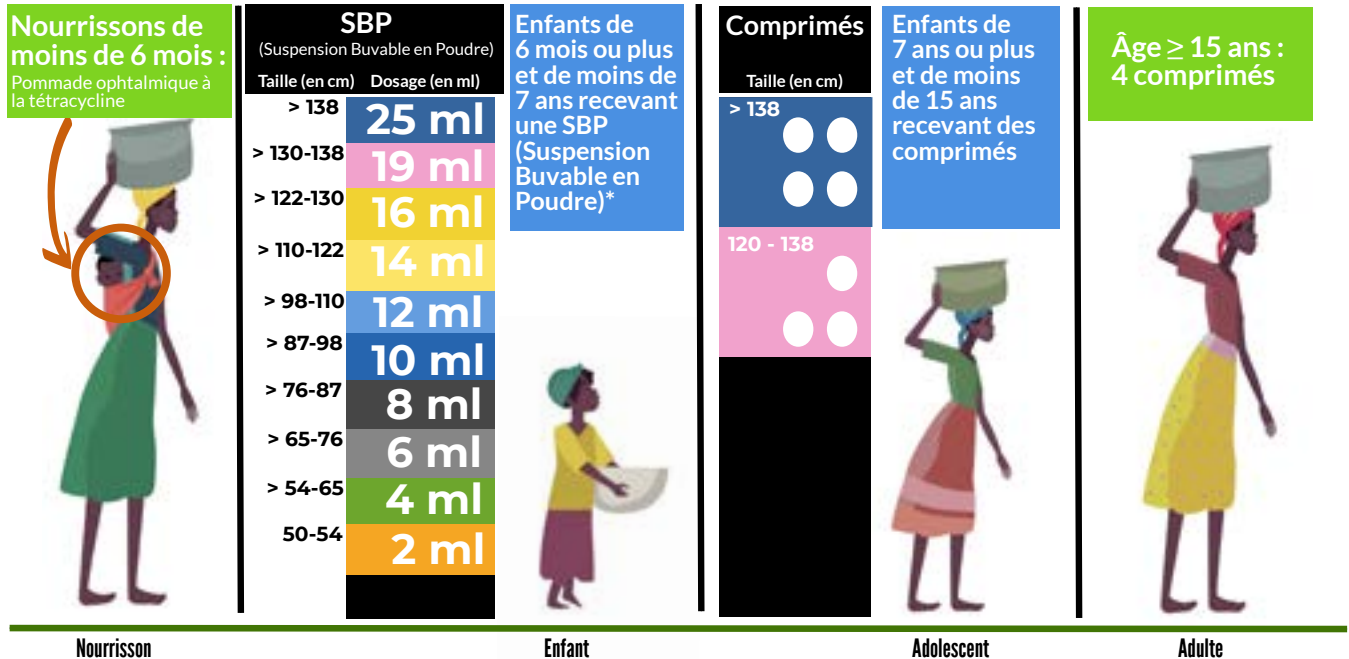 Nourrissons de
moins de 6 mois :
Pommade ophtalmique à
la tétracycline
SBP
(Suspension Buvable en Poudre)
Taille (en cm) Dosage (en ml)
> 138 25 ml
> 130-138 19 ml
> 122-130 16 ml
> 110-122 14 ml
> 98-110 12 ml
> 87-98 10 ml
> 76-87 8 ml
> 65-76 6 ml
> 54-65 4 ml
50-54 2 ml
Enfants de
6 mois ou plus
et de moins de
7 ans recevant
une SBP
(Suspension
Buvable en
Poudre)*
Comprimés
Taille (en cm)
> 138
120 - 138
Enfants de
7 ans ou plus
et de moins
de 15 ans
recevant des
comprimés
Âge ≥ 15 ans :
4 comprimés
Nourrisson
Enfant
Adolescent
Adulte